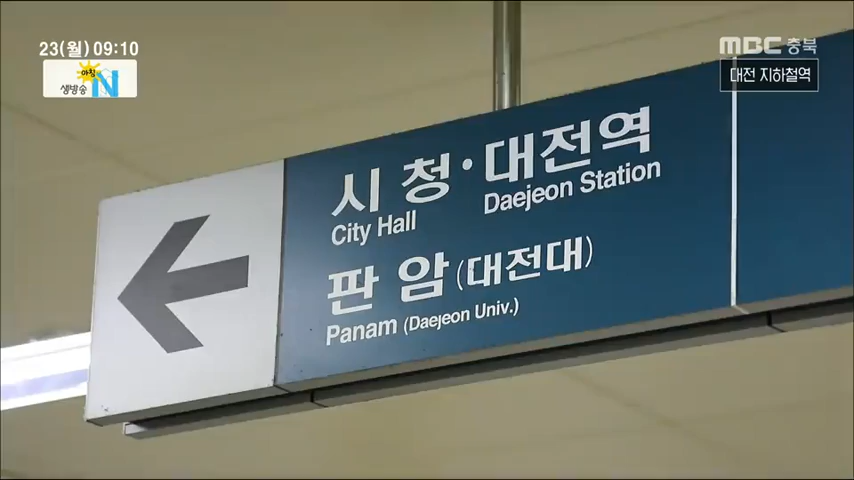 23(월) 09:10
아침
생방송
N
MBC 충북
대전 지하철역
시 청 · 대전역
City Hall Daejeon Station
판 암 (대전대)
Panam (Daejeon Univ.)